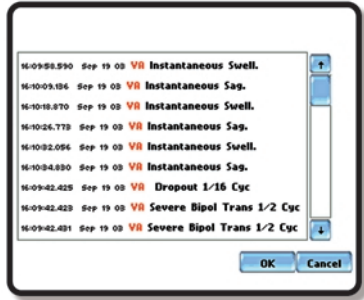 16:09:58.590 Sep 19 03 VA Instantaneous Swell.
16:10:09.136 Sep 19 03 VA Instantaneous Sag.
16:10:18.870 Sep 19 03 VA Instantaneous Swell.
16:10:26.773 Sep 19 03 VA Instantaneous Sag.
16:10:32.056 Sep 19 03 VA Instantaneous Swell.
16:10:34.830 Sep 19 03 VA Instantaneous Sag.
16:09:42.425 Sep 19 03 VA Dropout 1/16 Cyc
16:09:42.423 Sep 19 03 VA Severe Bipol Trans 1/2 Cyc
16:09:42.431 Sep 19 03 VA Severe Bipol Trans 1/2 Cyc
OK Cancel